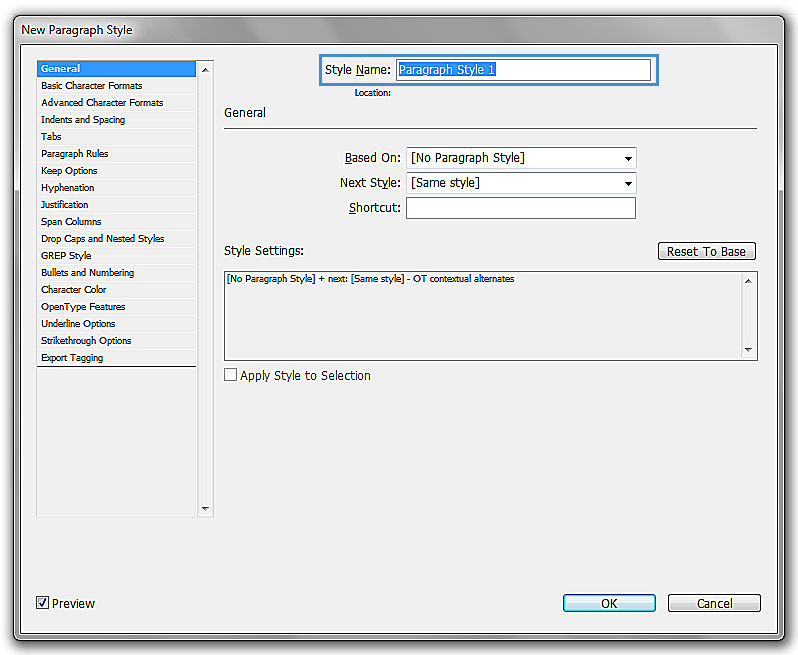 New Paragraph Style
General
Basic Character Formats
Advanced Character Formats
Indents and Spacing
Tabs
Paragraph Rules
Keep Options
Hyphenation
Justification
Span Columns
Drop Caps and Nested Styles
GREP Style
Bullets and Numbering
Character Color
OpenType Features
Underline Options
Strikethrough Options
Export Tagging
Style Name: Paragraph Style 1
Location:
General
Based On: [No Paragraph Style]
Next Style: [Same style]
Shortcut:
Style Settings: Reset To Base
[No Paragraph Style] + next: [Same style] - OT contextual alternates
Apply Style to Selection
Preview OK Cancel